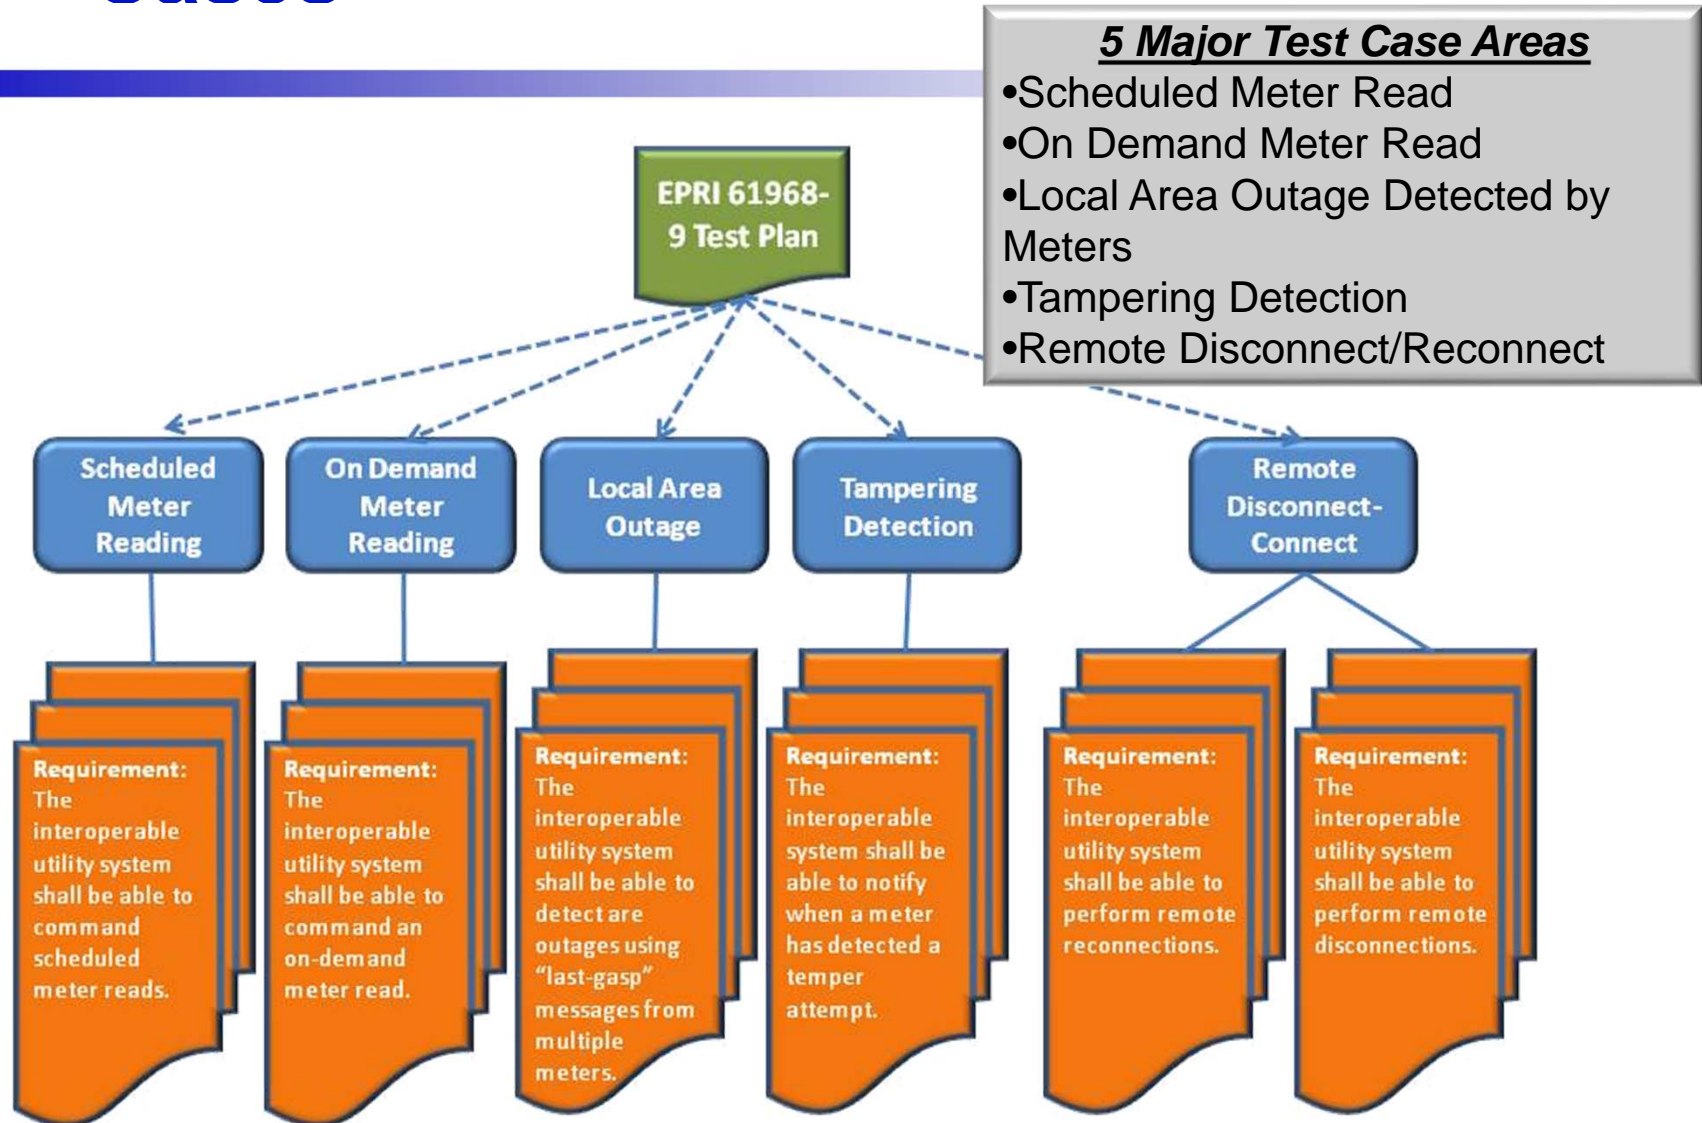 5 Major Test Case Areas
•Scheduled Meter Read
•On Demand Meter Read
•Local Area Outage Detected by
Meters
•Tampering Detection
•Remote Disconnect/Reconnect
EPRI 61968-
9 Test Plan
Scheduled
Meter
Reading
On Demand
Meter
Reading
Local Area
Outage
Tampering
Detection
Remote
Disconnect-
Connect
Requirement:
The
interoperable
utility system
shall be able to
command
scheduled
meter reads.
Requirement:
The
interoperable
utility system
shall be able to
command an
on-demand
meter read.
Requirement:
The
interoperable
utility system
shall be able to
detect are
outages using
“last-gasp”
messages from
multiple
meters.
Requirement:
The
interoperable
system shall be
able to notify
when a meter
has detected a
temper
attempt.
Requirement:
The
interoperable
utility system
shall be able to
perform remote
reconnections.
Requirement:
The
interoperable
utility system
shall be able to
perform remote
disconnections.